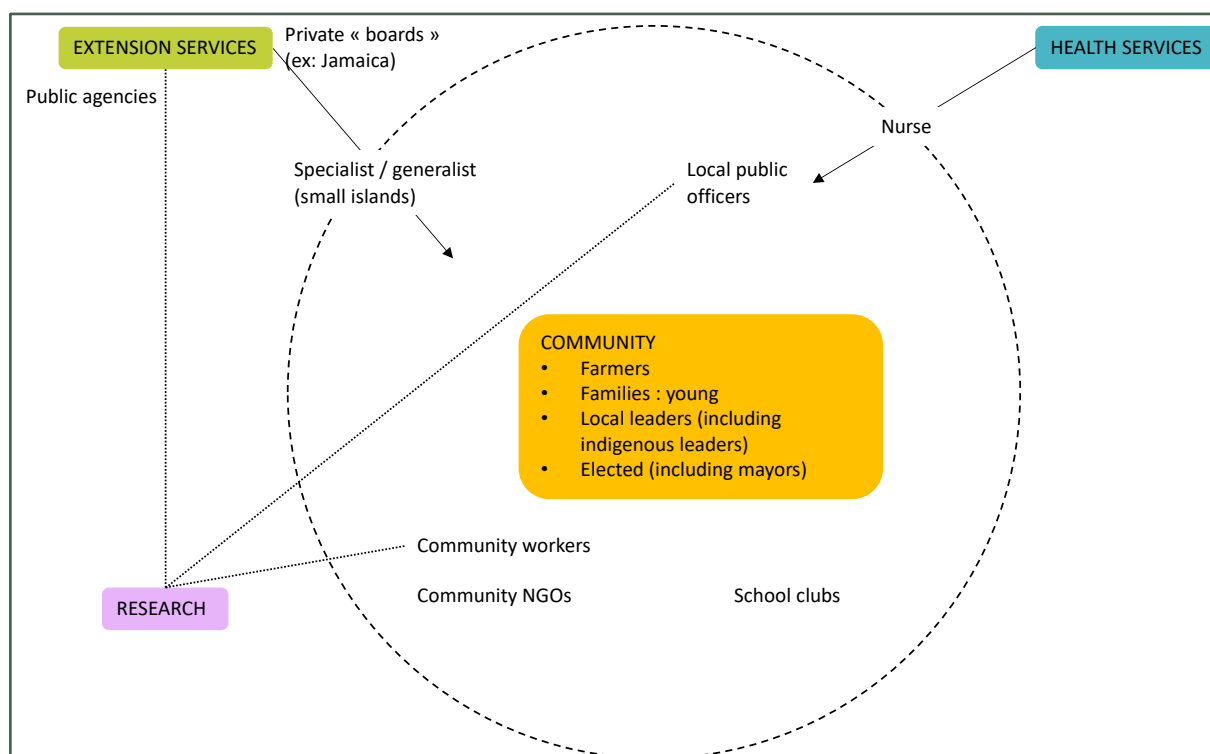 EXTENSION SERVICES
Private « boards »
(ex: Jamaica)
HEALTH SERVICES
Public agencies
Nurse
Specialist / generalist
(small islands)
Local public
officers
COMMUNITY
• Farmers
• Families : young
• Local leaders (including
indigenous leaders)
• Elected (including mayors)
Community workers
RESEARCH
Community NGOs
School clubs